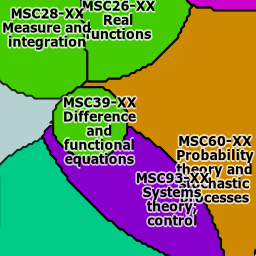 MSC28-XX
Measure and
integration
MSC26-XX
Real
functions
MSC39-XX
Difference
and
functional
equations
MSC60-XX
Probability
theory and
stochastic
processes
MSC93-XX
Systems
theory,
control